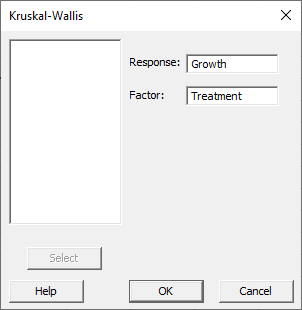 Kruskal-Wallis
Response: Growth
Factor: Treatment
Select
Help OK Cancel